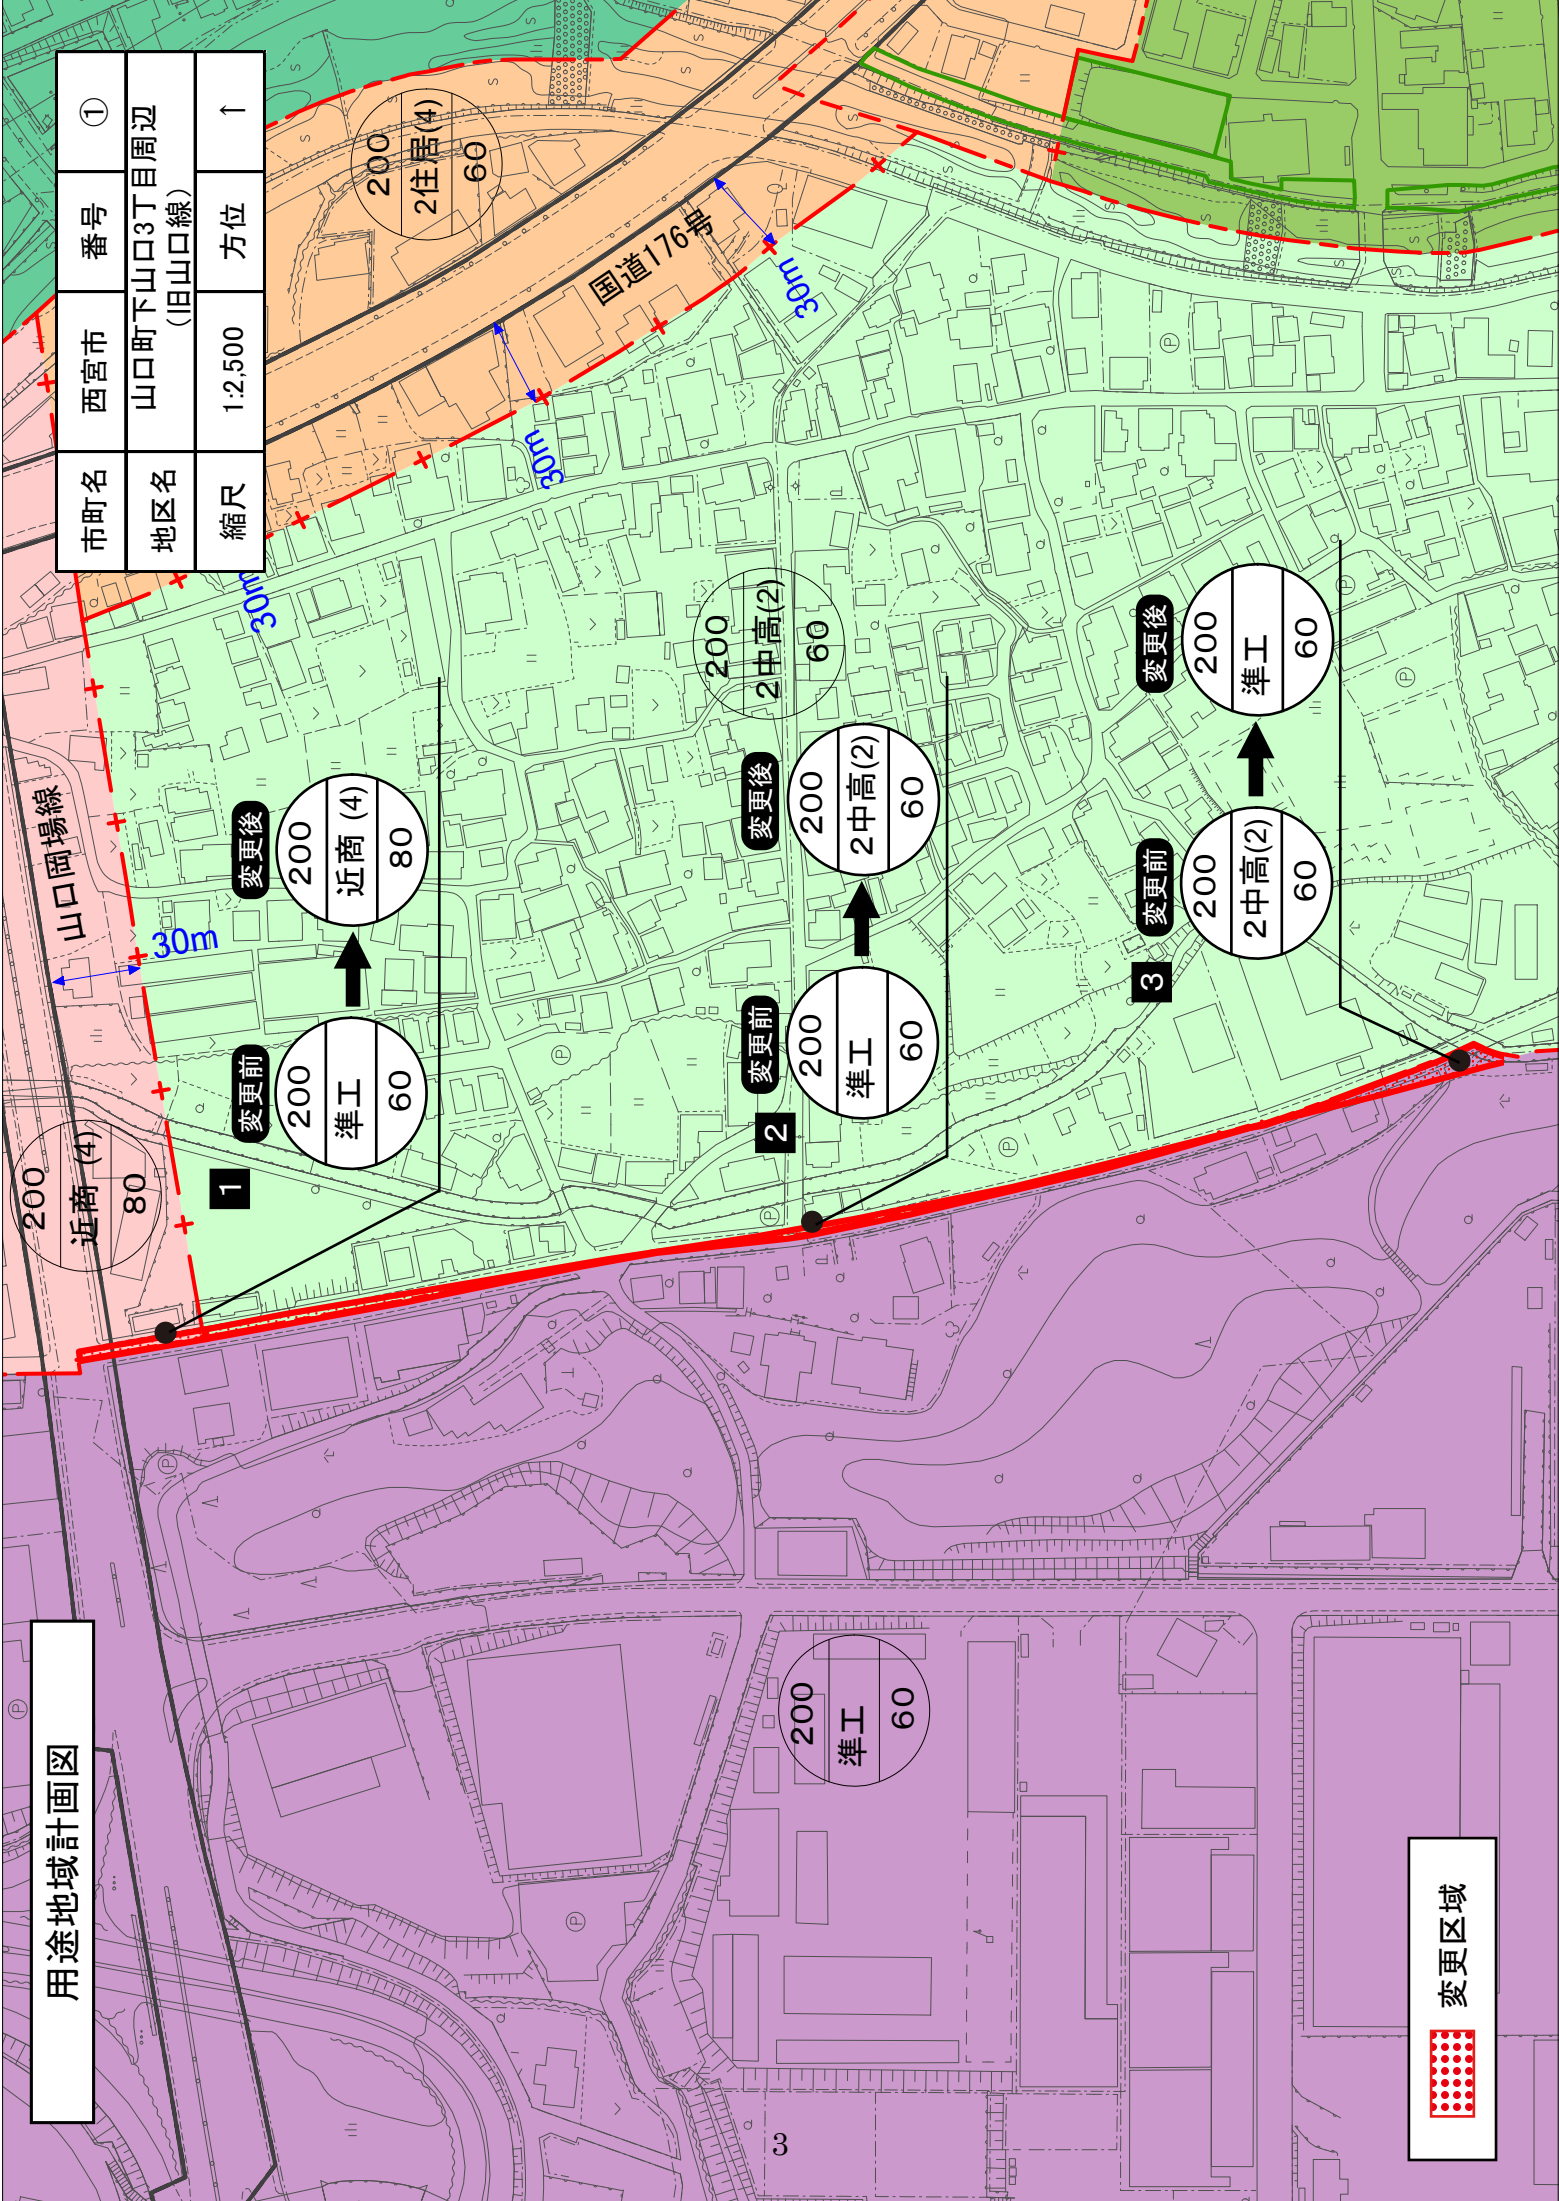 用途地域計画図
市町名 西宮市 番号 ①
地区名 山口町下山口3丁目周辺
（旧山口線）
縮尺 1:2,500 方位 ↑
200
近商 (4)
80
山口岡場線
30m
30m
30m
30m
国道176号
200
2住居(4)
60
1
変更前
200
準工
60
変更後
200
近商 (4)
80
200
2中高(2)
60
2
変更前
200
準工
60
変更後
200
2中高(2)
60
3
変更前
200
2中高(2)
60
変更後
200
準工
60
200
準工
60
変更区域
3